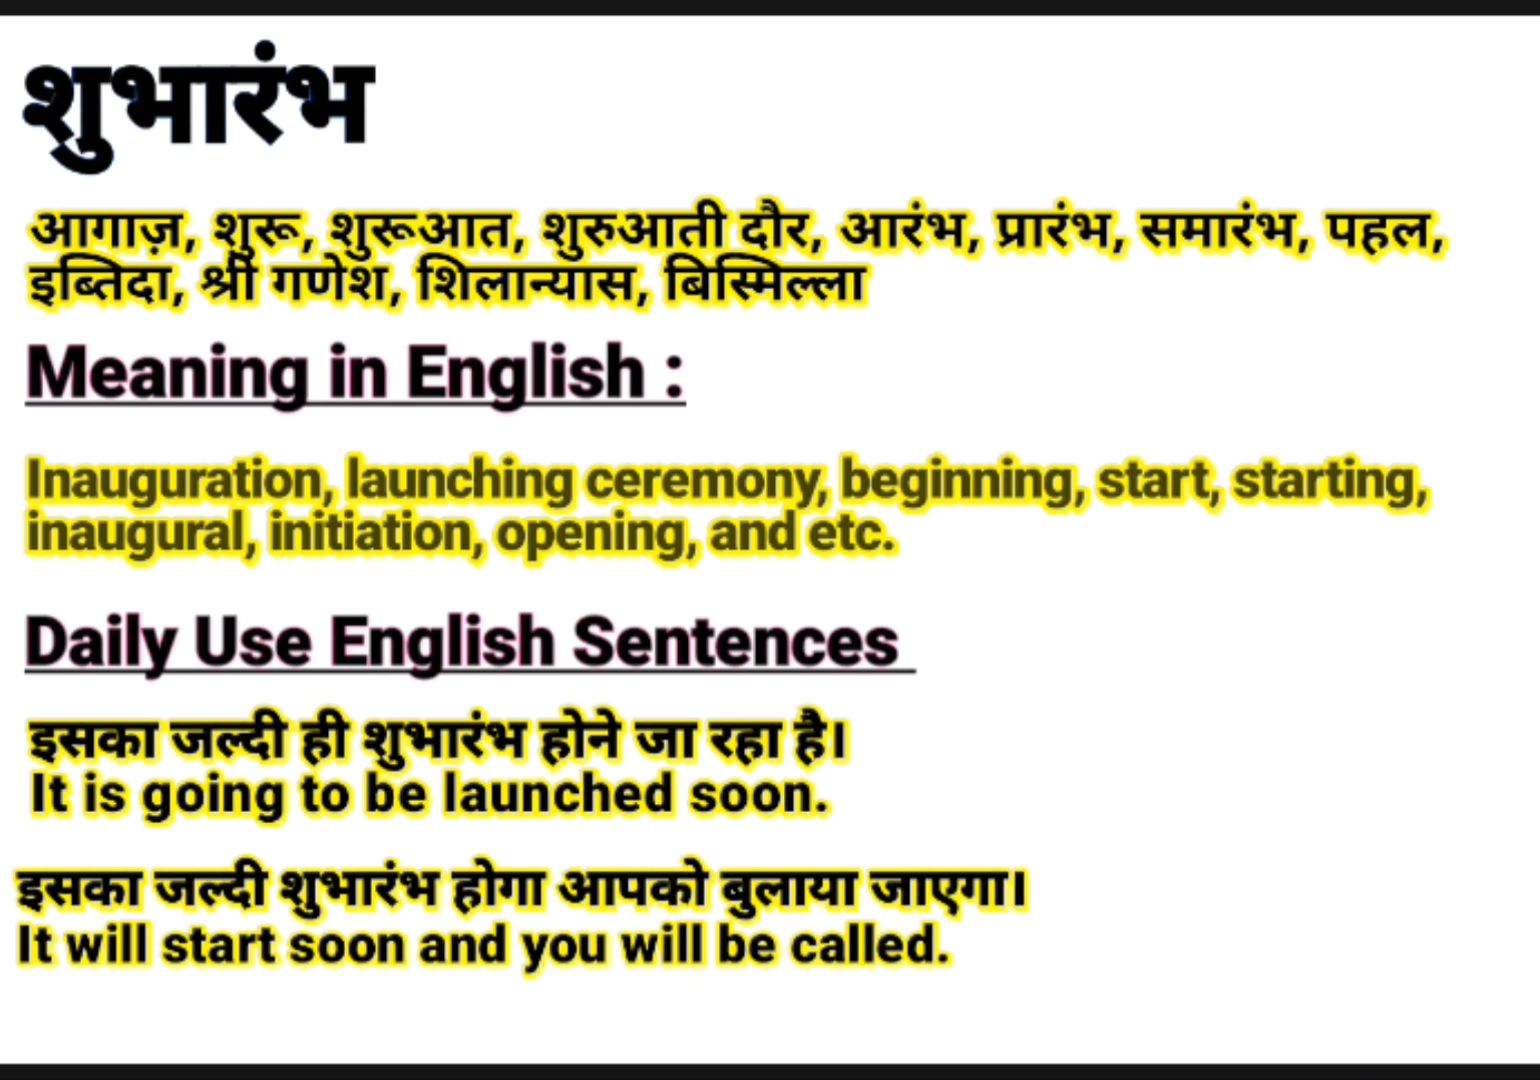 शुभारंभ
आगाज़, शुरू, शुरूआत, शुरुआती दौर, आरंभ, प्रारंभ, समारंभ, पहल,
इब्तिदा, श्री गणेश, शिलान्यास, बिस्मिल्ला
Meaning in English :
Inauguration, launching ceremony, beginning, start, starting,
inaugural, initiation, opening, and etc.
Daily Use English Sentences
इसका जल्दी ही शुभारंभ होने जा रहा है।
It is going to be launched soon.
इसका जल्दी शुभारंभ होगा आपको बुलाया जाएगा।
It will start soon and you will be called.